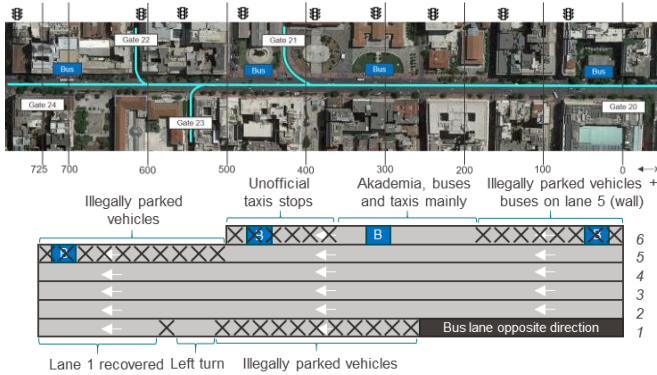 Gate 22
Gate 21
Bus
Bus
Bus
Bus
Gate 24
Gate 23
Gate 20
725
700
600
500
400
300
200
100
0
Illegally parked
vehicles
Unofficial
taxis stops
Akademia, buses
and taxis mainly
Illegally parked vehicles +
buses on lane 5 (wall)
B
B
B
B
6
5
4
3
2
1
Bus lane opposite direction
Lane 1 recovered
Left turn
Illegally parked vehicles